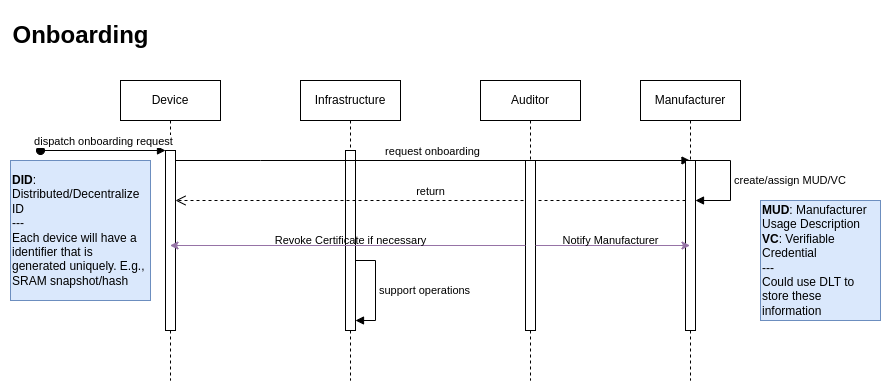 Onboarding
Device
Infrastructure
Auditor
Manufacturer
dispatch onboarding request
request onboarding
DID:
Distributed/Decentralize
ID
---
Each device will have a
identifier that is
generated uniquely. E.g.,
SRAM snapshot/hash
return
create/assign MUD/VC
MUD: Manufacturer
Usage Description
VC: Verifiable
Credential
---
Could use DLT to
store these
information
Revoke Certificate if necessary
Notify Manufacturer
support operations